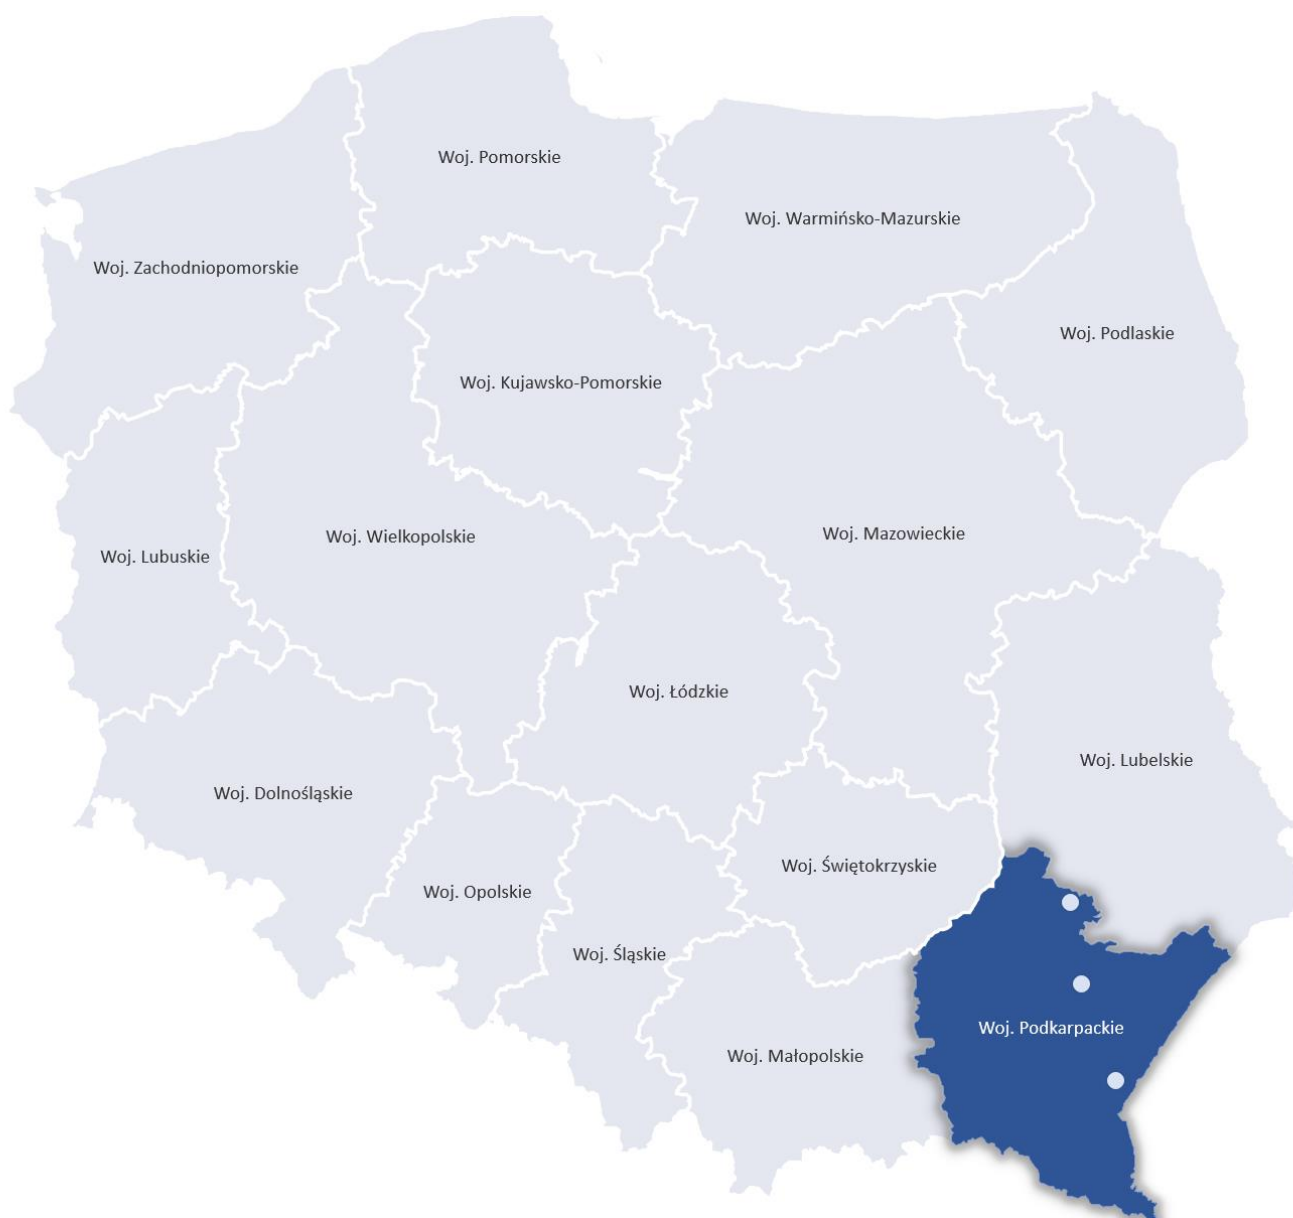 Woj. Pomorskie
Woj. Warmińsko-Mazurskie
Woj. Zachodniopomorskie
Woj. Podlaskie
Woj. Kujawsko-Pomorskie
Woj. Mazowieckie
Woj. Wielkopolskie
Woj. Lubuskie
Woj. Łódzkie
Woj. Lubelskie
Woj. Dolnośląskie
Woj. Świętokrzyskie
Woj. Opolskie
Woj. Śląskie
Woj. Podkarpackie
Woj. Małopolskie